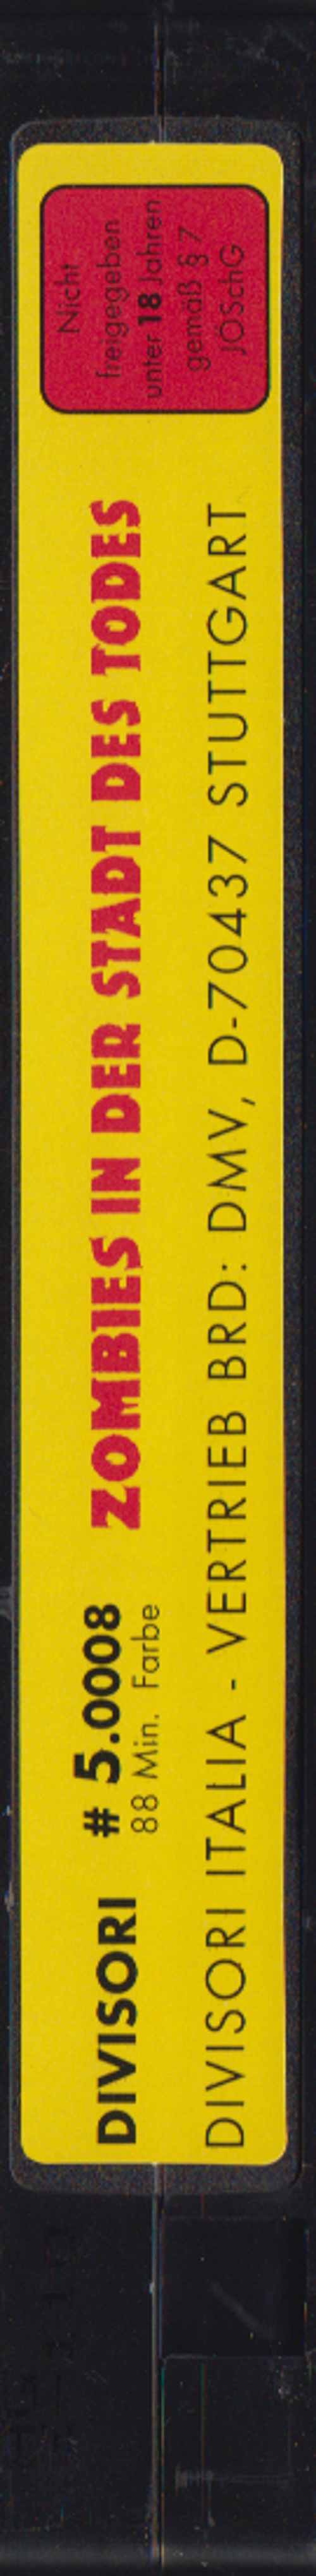 DIVISORI # 5.0008 ZOMBIES IN DER STADT DES TODES
88 Min. Farbe
DIVISORI ITALIA - VERTRIEB BRD: DMV, D-70437 STUTTGART
Nicht
freigegeben
unter 18 Jahren
gemäß § 7
JÖSchG